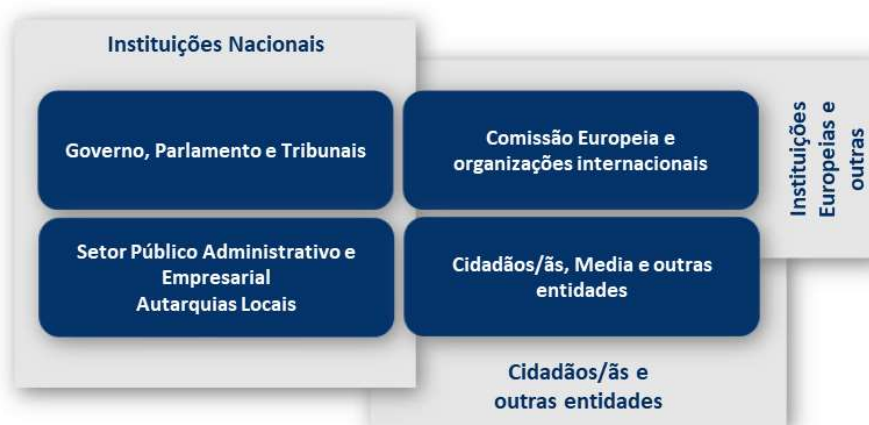 Instituições Nacionais
Governo, Parlamento e Tribunais
Comissão Europeia e
organizações internacionais
Instituições
Europeias e
outras
Setor Público Administrativo e
Empresarial
Autarquias Locais
Cidadãos/ãs, Media e outras
entidades
Cidadãos/ãs e
outras entidades